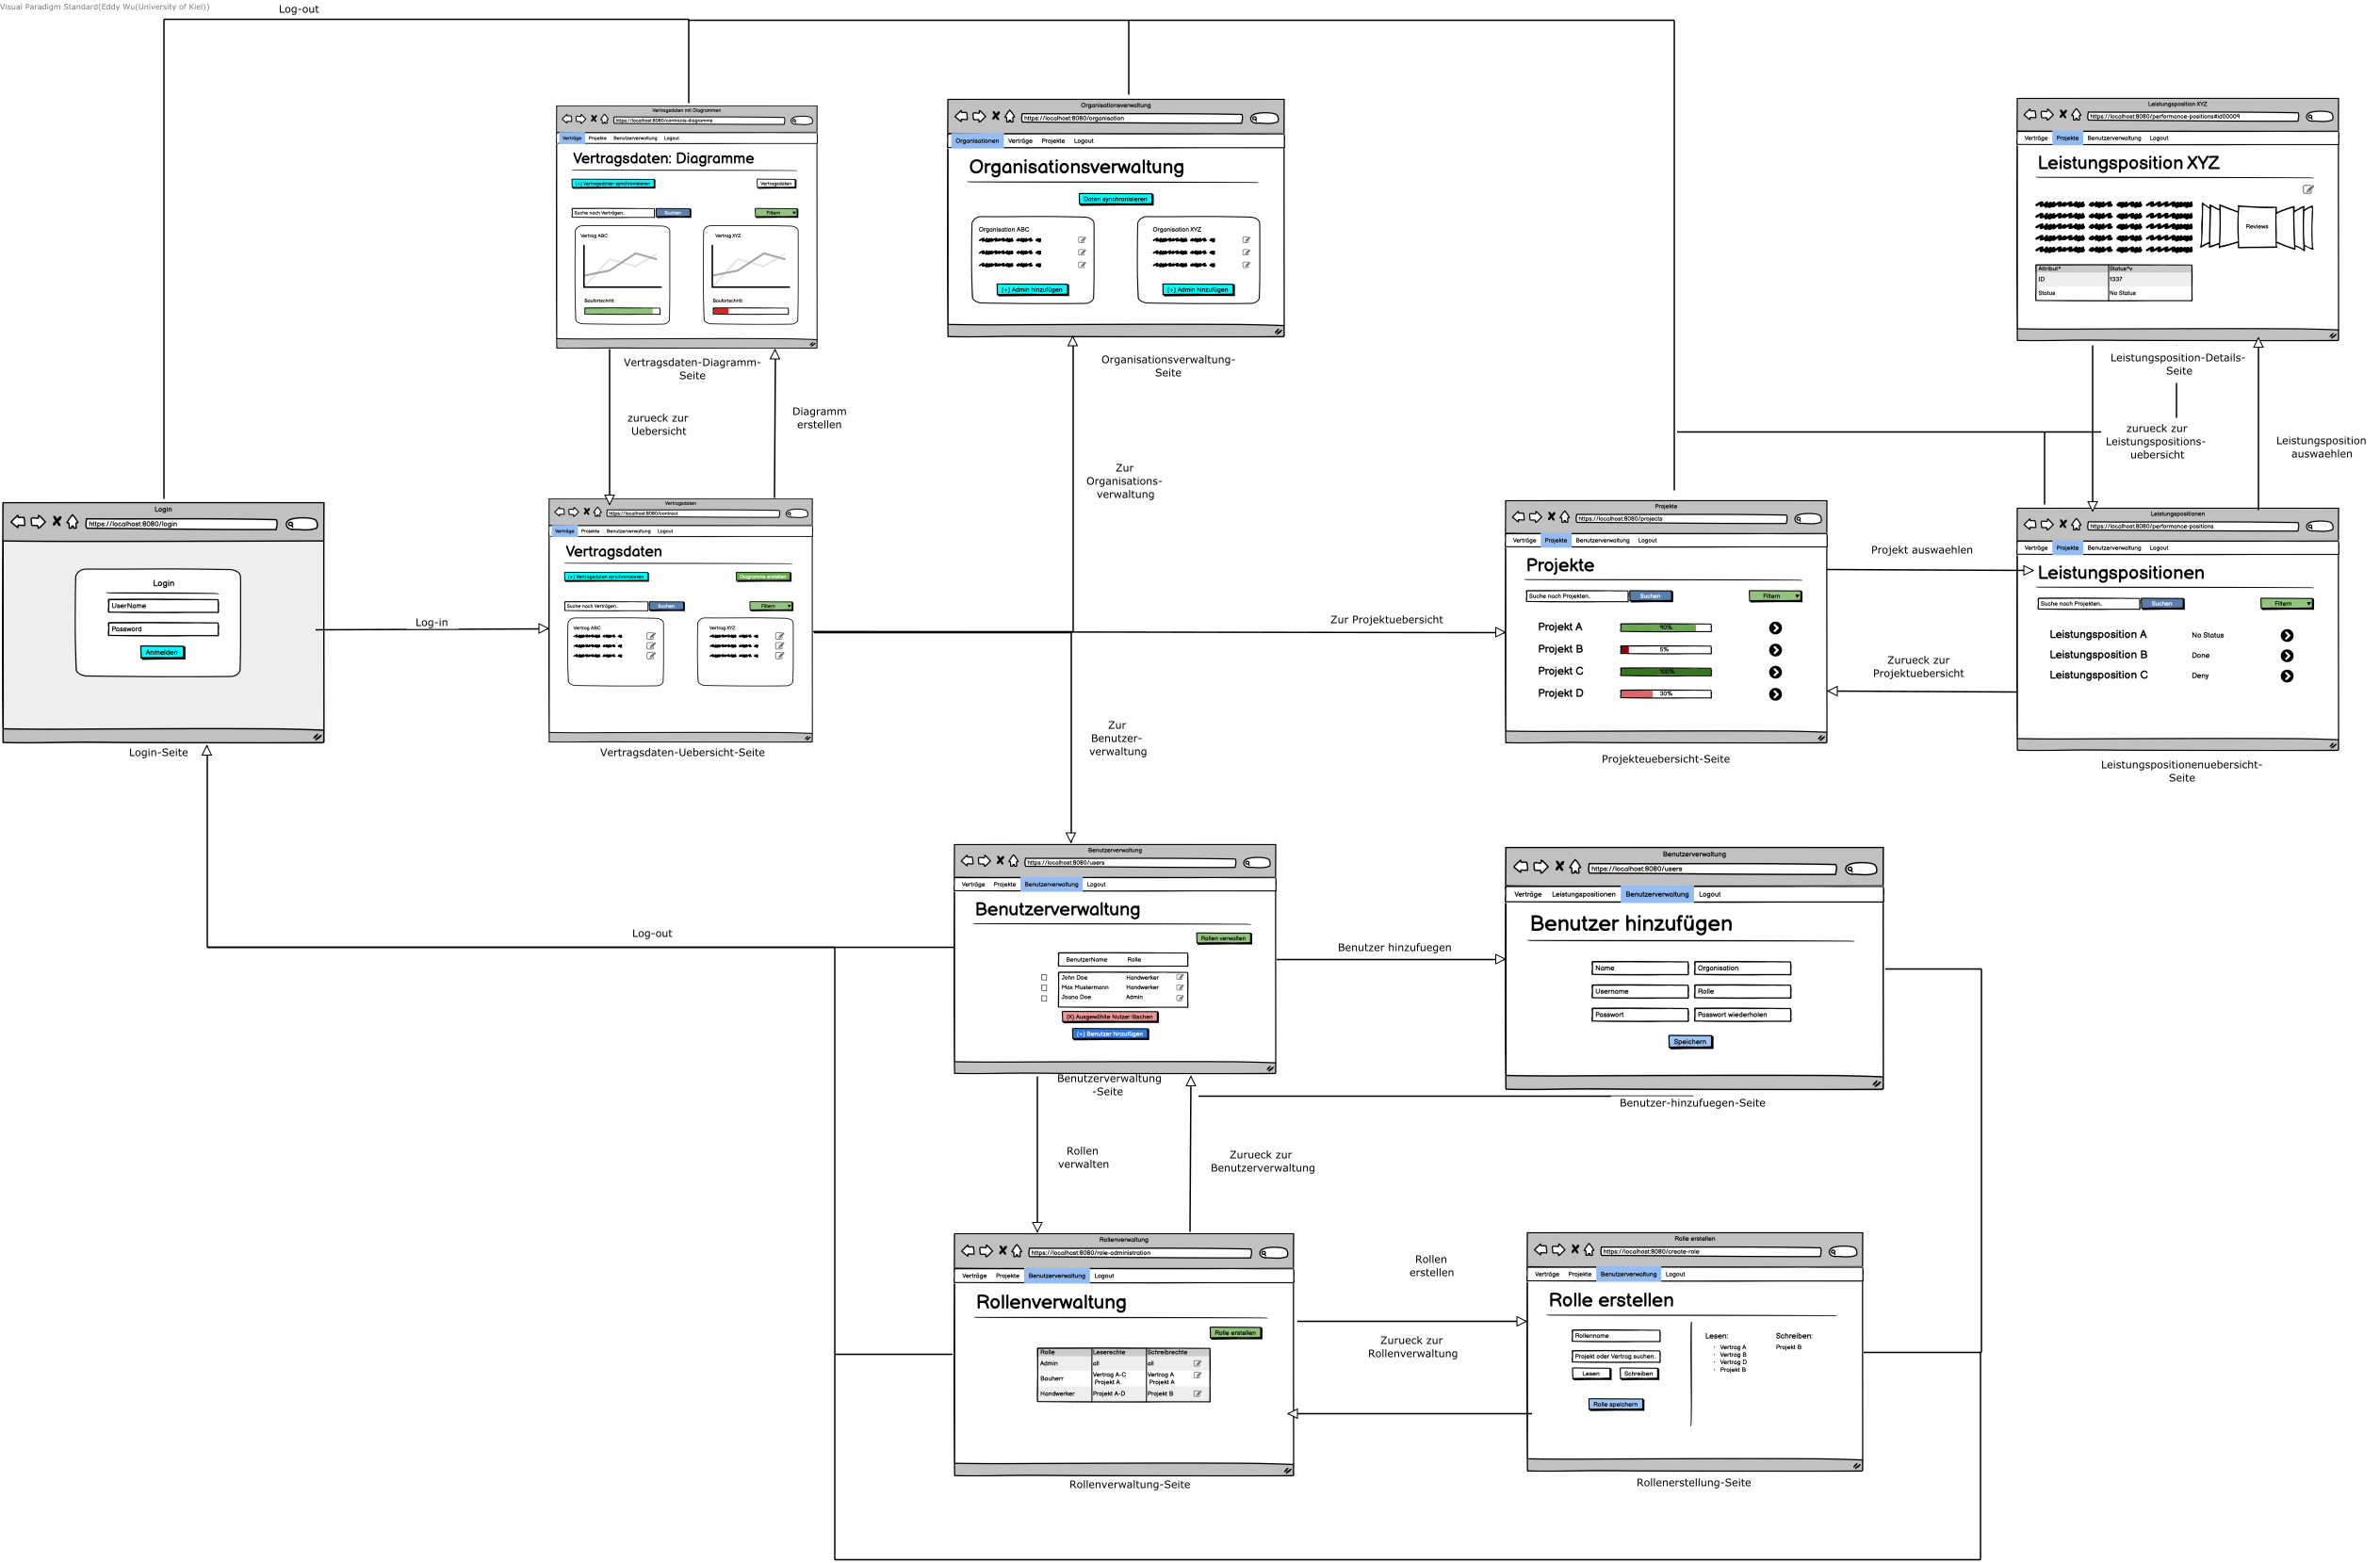 Visual Paradigm Standard(Eddy Wu(University of Kiel))
Log-out
Vertragsdaten mit Diagrammen
https://localhost:8080/contracts-diagramms
Verträge Projekte Benutzerverwaltung Logout
Vertragsdaten: Diagramme
(+) Vertragsdaten synchronisieren
Vertragsdaten
Suche nach Verträgen..
Suchen
Filtern
Vertrag ABC
Baufortschritt:
Vertrag XYZ
Baufortschritt:
Vertragsdaten-Diagramm-
Seite
Organisationsverwaltung
https://localhost:8080/organisation
Organisationen Verträge Projekte Logout
Organisationsverwaltung
Daten synchronisieren
Organisation ABC
(+) Admin hinzufügen
Organisation XYZ
(+) Admin hinzufügen
Organisationsverwaltung-
Seite
Leistungsposition XYZ
https://localhost:8080/performance-positions#id00009
Verträge Projekte Benutzerverwaltung Logout
Leistungsposition XYZ
Reviews
Attribut^ Status^v
ID 1337
Status No Status
Leistungsposition-Details-
Seite
zurueck zur
Uebersicht
Diagramm
erstellen
Zur
Organisations-
verwaltung
zurueck zur
Leistungspositions-
uebersicht
Leistungsposition
auswaehlen
Login
https://localhost:8080/login
Login
UserName
Password
Anmelden
Login-Seite
Log-in
Vertragsdaten
https://localhost:8080/contract
Verträge Projekte Benutzerverwaltung Logout
Vertragsdaten
(+) Vertragsdaten synchronisieren
Diagramme erstellen
Suche nach Verträgen..
Suchen
Filtern
Vertrag ABC
Vertrag XYZ
Vertragsdaten-Uebersicht-Seite
Zur Projektuebersicht
Projekte
https://localhost:8080/projects
Verträge Projekte Benutzerverwaltung Logout
Projekte
Suche nach Projekten..
Suchen
Filtern
Projekt A 90%
Projekt B 5%
Projekt C 100%
Projekt D 30%
Projekteuebersicht-Seite
Projekt auswaehlen
Zurueck zur
Projektuebersicht
Leistungspositionen
https://localhost:8080/performance-positions
Verträge Projekte Benutzerverwaltung Logout
Leistungspositionen
Suche nach Projekten..
Suchen
Filtern
Leistungsposition A No Status
Leistungsposition B Done
Leistungsposition C Deny
Leistungspositionenuebersicht-
Seite
Zur
Benutzer-
verwaltung
Log-out
Benutzerverwaltung
https://localhost:8080/users
Verträge Projekte Benutzerverwaltung Logout
Benutzerverwaltung
Rollen verwalten
BenutzerName Rolle
John Doe Handwerker
Max Mustermann Handwerker
Joana Doe Admin
(X) Ausgewählte Nutzer löschen
(+) Benutzer hinzufügen
Benutzerverwaltung
-Seite
Benutzer hinzufuegen
Benutzerverwaltung
https://localhost:8080/users
Verträge Leistungspositionen Benutzerverwaltung Logout
Benutzer hinzufügen
Name Organisation
Username Rolle
Passwort Passwort wiederholen
Speichern
Benutzer-hinzufuegen-Seite
Rollen
verwalten
Zurueck zur
Benutzerverwaltung
Rollenverwaltung
https://localhost:8080/role-administration
Verträge Projekte Benutzerverwaltung Logout
Rollenverwaltung
Rolle erstellen
Rolle Leserechte Schreibrechte
Admin all all
Bauherr Vertrag A-C Vertrag A
Projekt A Projekt A
Handwerker Projekt A-D Projekt B
Rollenverwaltung-Seite
Rollen
erstellen
Zurueck zur
Rollenverwaltung
Rolle erstellen
https://localhost:8080/create-role
Verträge Projekte Benutzerverwaltung Logout
Rolle erstellen
Rollenname
Projekt oder Vertrag suchen..
Lesen Schreiben
Rolle speichern
Lesen: Schreiben:
· Vertrag A Projekt B
· Vertrag B
· Vertrag D
· Projekt B
Rollenerstellung-Seite